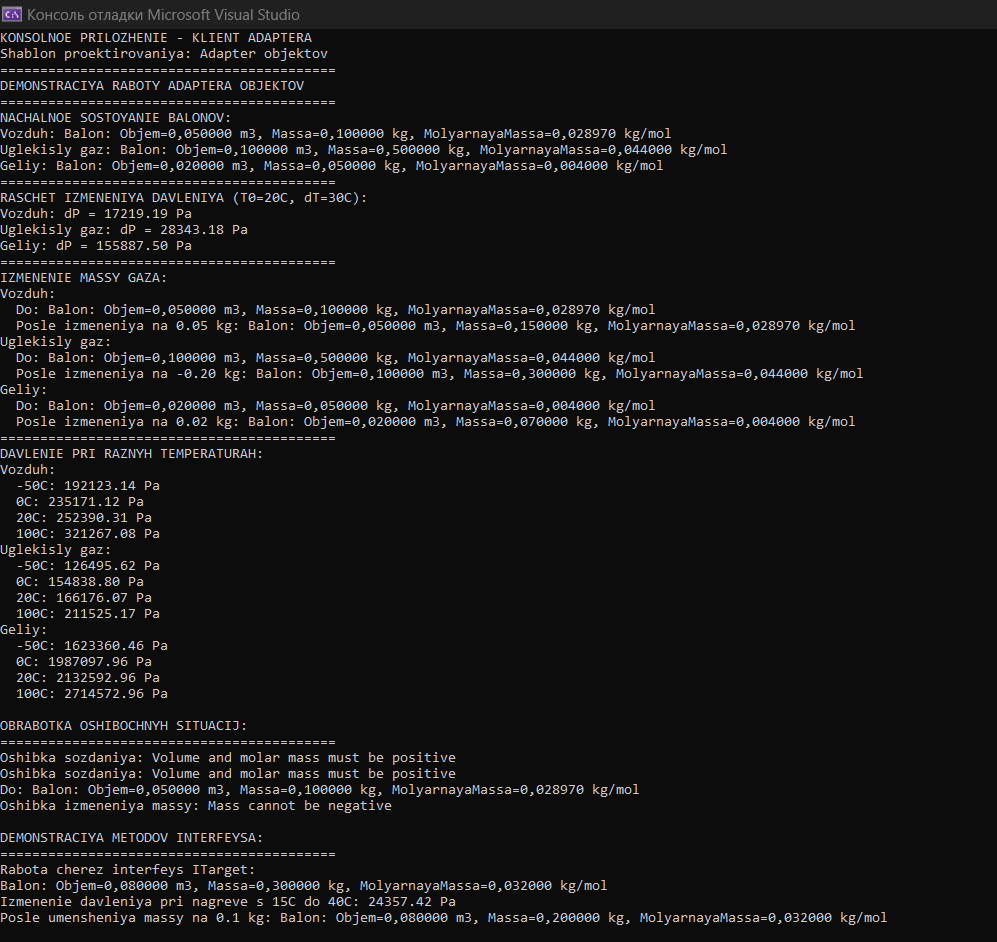 Консоль отладки Microsoft Visual Studio
KONSOLNOE PRILOZHENIE - KLIENT ADAPTERA
Shablon proektirovaniya: Adapter objektov
==========================================
DEMONSTRACIYA RABOTY ADAPTERA OBJEKTOV
==========================================
NACHALNOE SOSTOYANIE BALONOV:
Vozduh: Balon: Objem=0,050000 m3, Massa=0,100000 kg, MolyarnayaMassa=0,028970 kg/mol
Uglekisly gaz: Balon: Objem=0,100000 m3, Massa=0,500000 kg, MolyarnayaMassa=0,044000 kg/mol
Geliy: Balon: Objem=0,020000 m3, Massa=0,050000 kg, MolyarnayaMassa=0,004000 kg/mol
==========================================
RASCHET IZMENENIYA DAVLENIYA (T0=20C, dT=30C):
Vozduh: dP = 17219.19 Pa
Uglekisly gaz: dP = 28343.18 Pa
Geliy: dP = 155887.50 Pa
==========================================
IZMENENIE MASSY GAZA:
Vozduh:
  Do: Balon: Objem=0,050000 m3, Massa=0,100000 kg, MolyarnayaMassa=0,028970 kg/mol
  Posle izmeneniya na 0.05 kg: Balon: Objem=0,050000 m3, Massa=0,150000 kg, MolyarnayaMassa=0,028970 kg/mol
Uglekisly gaz:
  Do: Balon: Objem=0,100000 m3, Massa=0,500000 kg, MolyarnayaMassa=0,044000 kg/mol
  Posle izmeneniya na -0.20 kg: Balon: Objem=0,100000 m3, Massa=0,300000 kg, MolyarnayaMassa=0,044000 kg/mol
Geliy:
  Do: Balon: Objem=0,020000 m3, Massa=0,050000 kg, MolyarnayaMassa=0,004000 kg/mol
  Posle izmeneniya na 0.02 kg: Balon: Objem=0,020000 m3, Massa=0,070000 kg, MolyarnayaMassa=0,004000 kg/mol
==========================================
DAVLENIE PRI RAZNYH TEMPERATURAH:
Vozduh:
  -50C: 192123.14 Pa
  0C: 235171.12 Pa
  20C: 252390.31 Pa
  100C: 321267.08 Pa
Uglekisly gaz:
  -50C: 126495.62 Pa
  0C: 154838.80 Pa
  20C: 166176.07 Pa
  100C: 211525.17 Pa
Geliy:
  -50C: 1623360.46 Pa
  0C: 1987097.96 Pa
  20C: 2132592.96 Pa
  100C: 2714572.96 Pa
OBRABOTKA OSHIBOCHNYH SITUACIJ:
==========================================
Oshibka sozdaniya: Volume and molar mass must be positive
Oshibka sozdaniya: Volume and molar mass must be positive
Do: Balon: Objem=0,050000 m3, Massa=0,100000 kg, MolyarnayaMassa=0,028970 kg/mol
Oshibka izmeneniya massy: Mass cannot be negative
DEMONSTRACIYA METODOV INTERFEYSA:
==========================================
Rabota cherez interfeys ITarget:
Balon: Objem=0,080000 m3, Massa=0,300000 kg, MolyarnayaMassa=0,032000 kg/mol
Izmenenie davleniya pri nagreve s 15C do 40C: 24357.42 Pa
Posle umensheniya massy na 0.1 kg: Balon: Objem=0,080000 m3, Massa=0,200000 kg, MolyarnayaMassa=0,032000 kg/mol